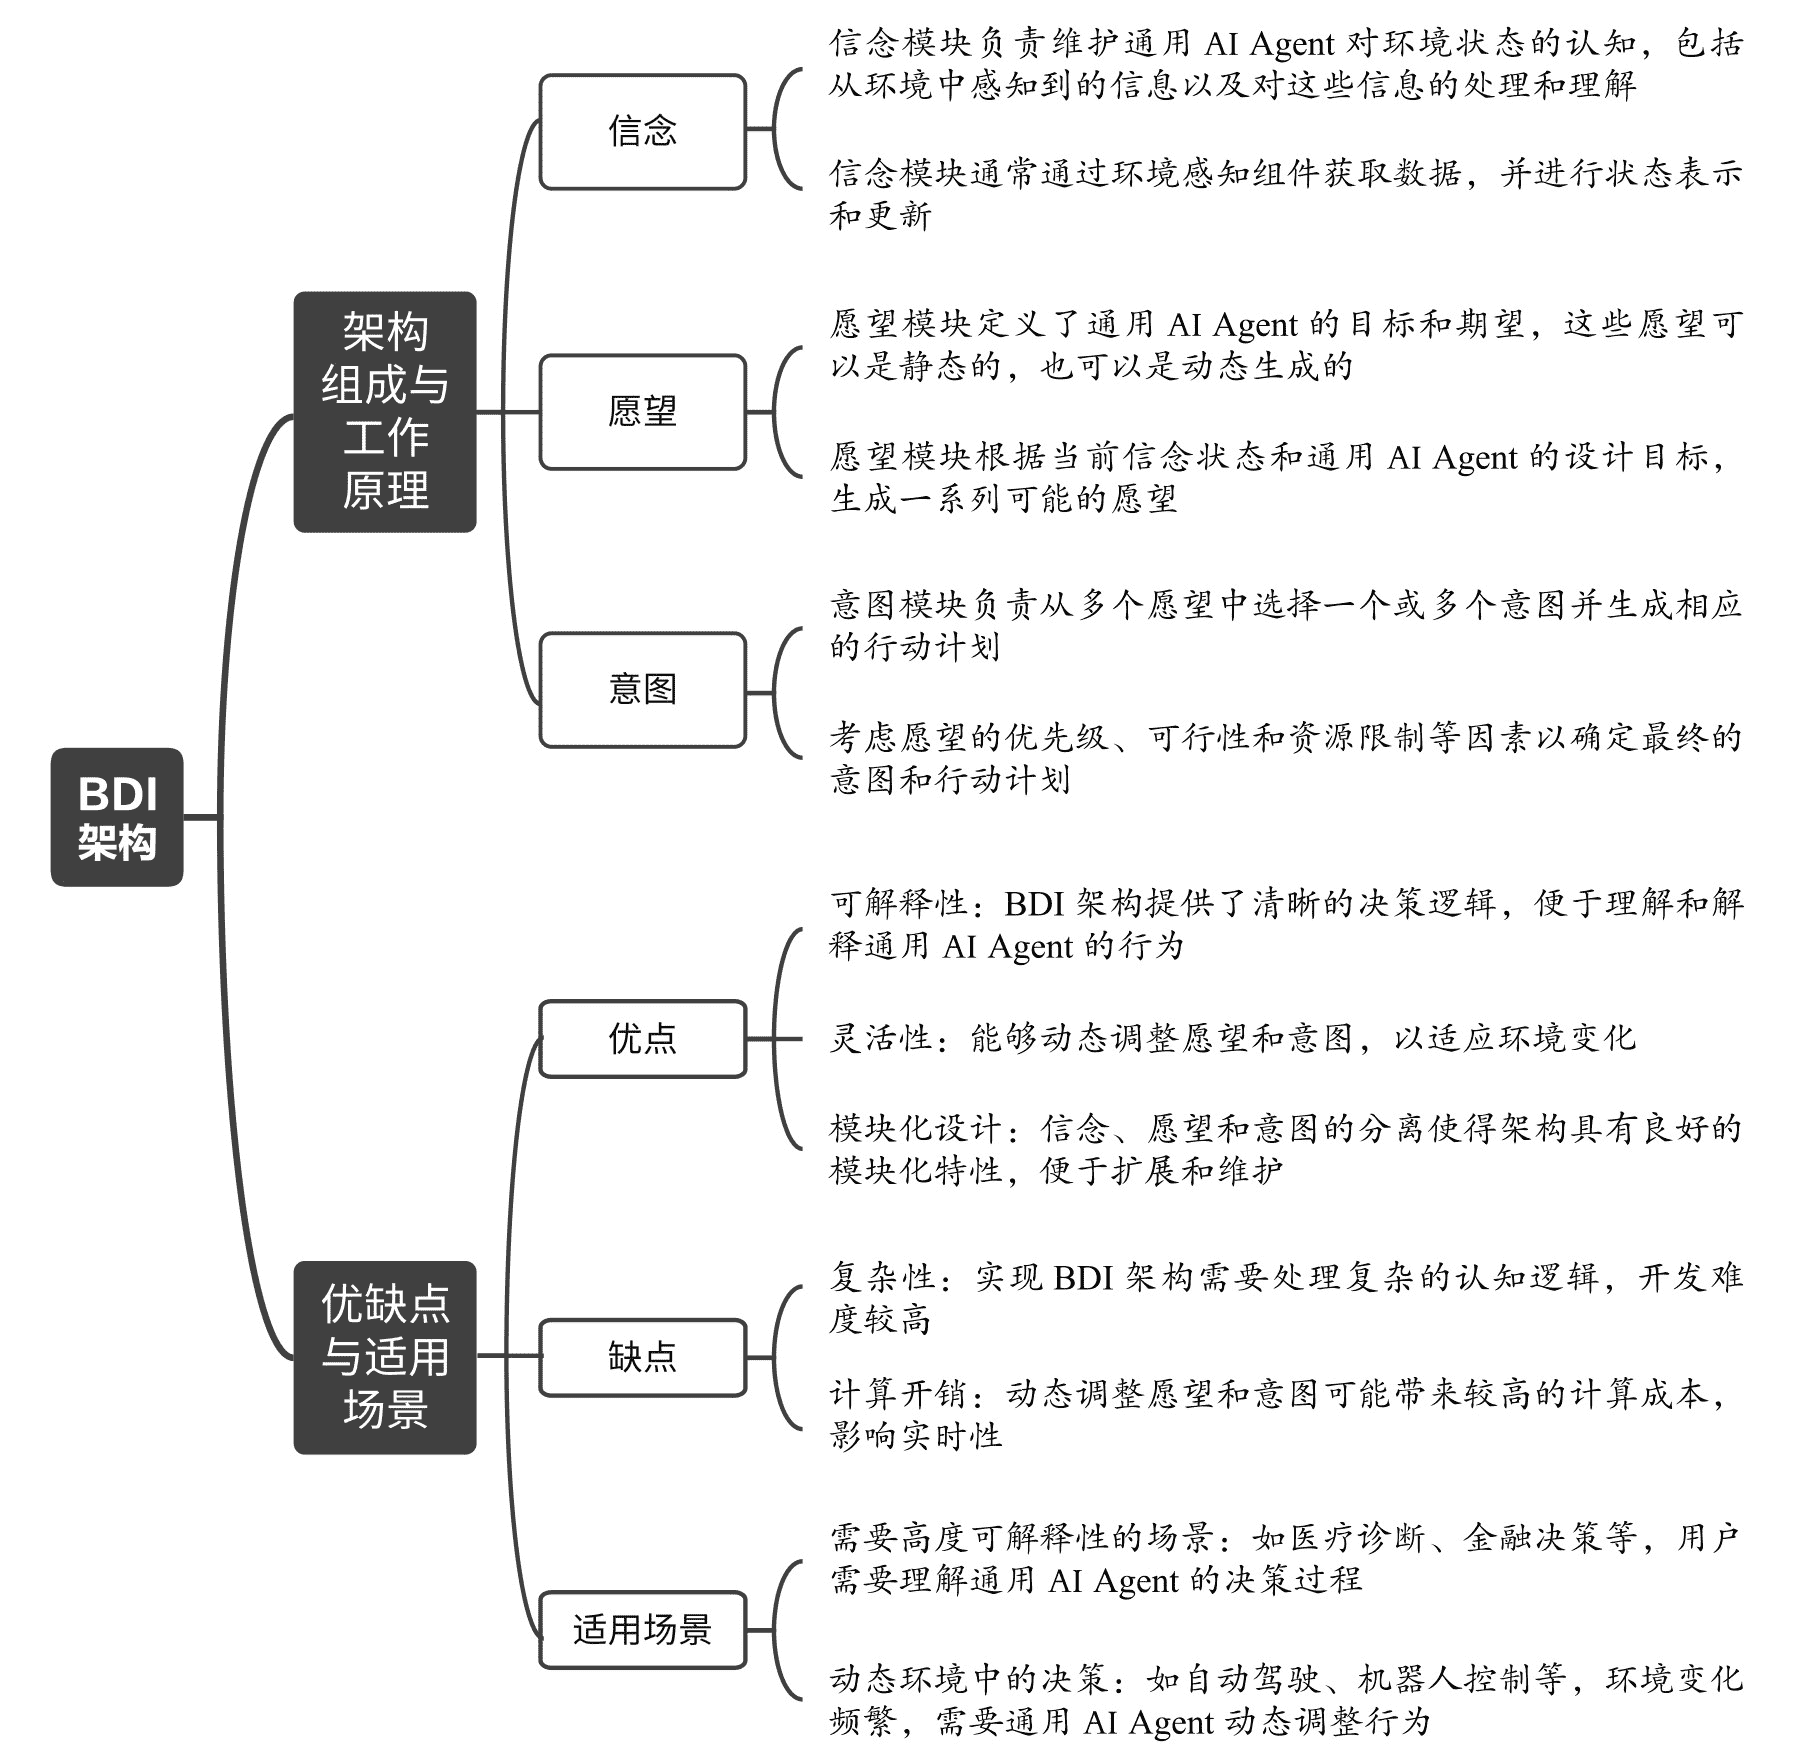 BDI
架构
架构
组成与
工作
原理
信念
信念模块负责维护通用 AI Agent 对环境状态的认知，包括
从环境中感知到的信息以及对这些信息的处理和理解
信念模块通常通过环境感知组件获取数据，并进行状态表示
和更新
愿望
愿望模块定义了通用 AI Agent 的目标和期望，这些愿望可
以是静态的，也可以是动态生成的
愿望模块根据当前信念状态和通用 AI Agent 的设计目标，
生成一系列可能的愿望
意图
意图模块负责从多个愿望中选择一个或多个意图并生成相应
的行动计划
考虑愿望的优先级、可行性和资源限制等因素以确定最终的
意图和行动计划
优缺点
与适用
场景
优点
可解释性：BDI 架构提供了清晰的决策逻辑，便于理解和解
释通用 AI Agent 的行为
灵活性：能够动态调整愿望和意图，以适应环境变化
模块化设计：信念、愿望和意图的分离使得架构具有良好的
模块化特性，便于扩展和维护
缺点
复杂性：实现 BDI 架构需要处理复杂的认知逻辑，开发难
度较高
计算开销：动态调整愿望和意图可能带来较高的计算成本，
影响实时性
适用场景
需要高度可解释性的场景：如医疗诊断、金融决策等，用户
需要理解通用 AI Agent 的决策过程
动态环境中的决策：如自动驾驶、机器人控制等，环境变化
频繁，需要通用 AI Agent 动态调整行为